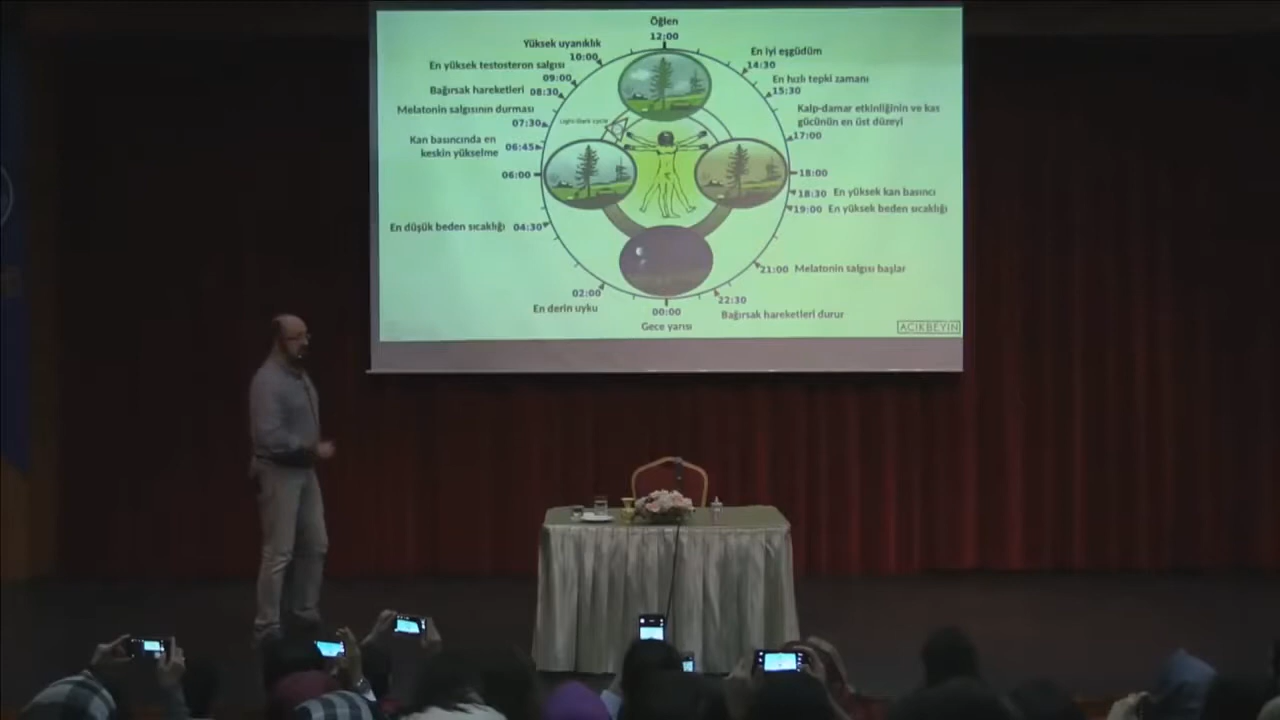 Öğlen
12:00
Yüksek uyanıklık
10:00
En yüksek testosteron salgısı
09:00
Bağırsak hareketleri 08:30
Melatonin salgısının durması
07:30
Kan basıncında en
keskin yükselme
06:45
06:00
En düşük beden sıcaklığı 04:30
02:00
En derin uyku
00:00
Gece yarısı
En iyi eşgüdüm
14:30
En hızlı tepki zamanı
15:30
Kalp-damar etkinliğinin ve kas
gücünün en üst düzeyi
17:00
18:00
18:30 En yüksek kan basıncı
19:00 En yüksek beden sıcaklığı
21:00 Melatonin salgısı başlar
22:30
Bağırsak hareketleri durur
Light-Dark cycle
AÇIKBEYİN